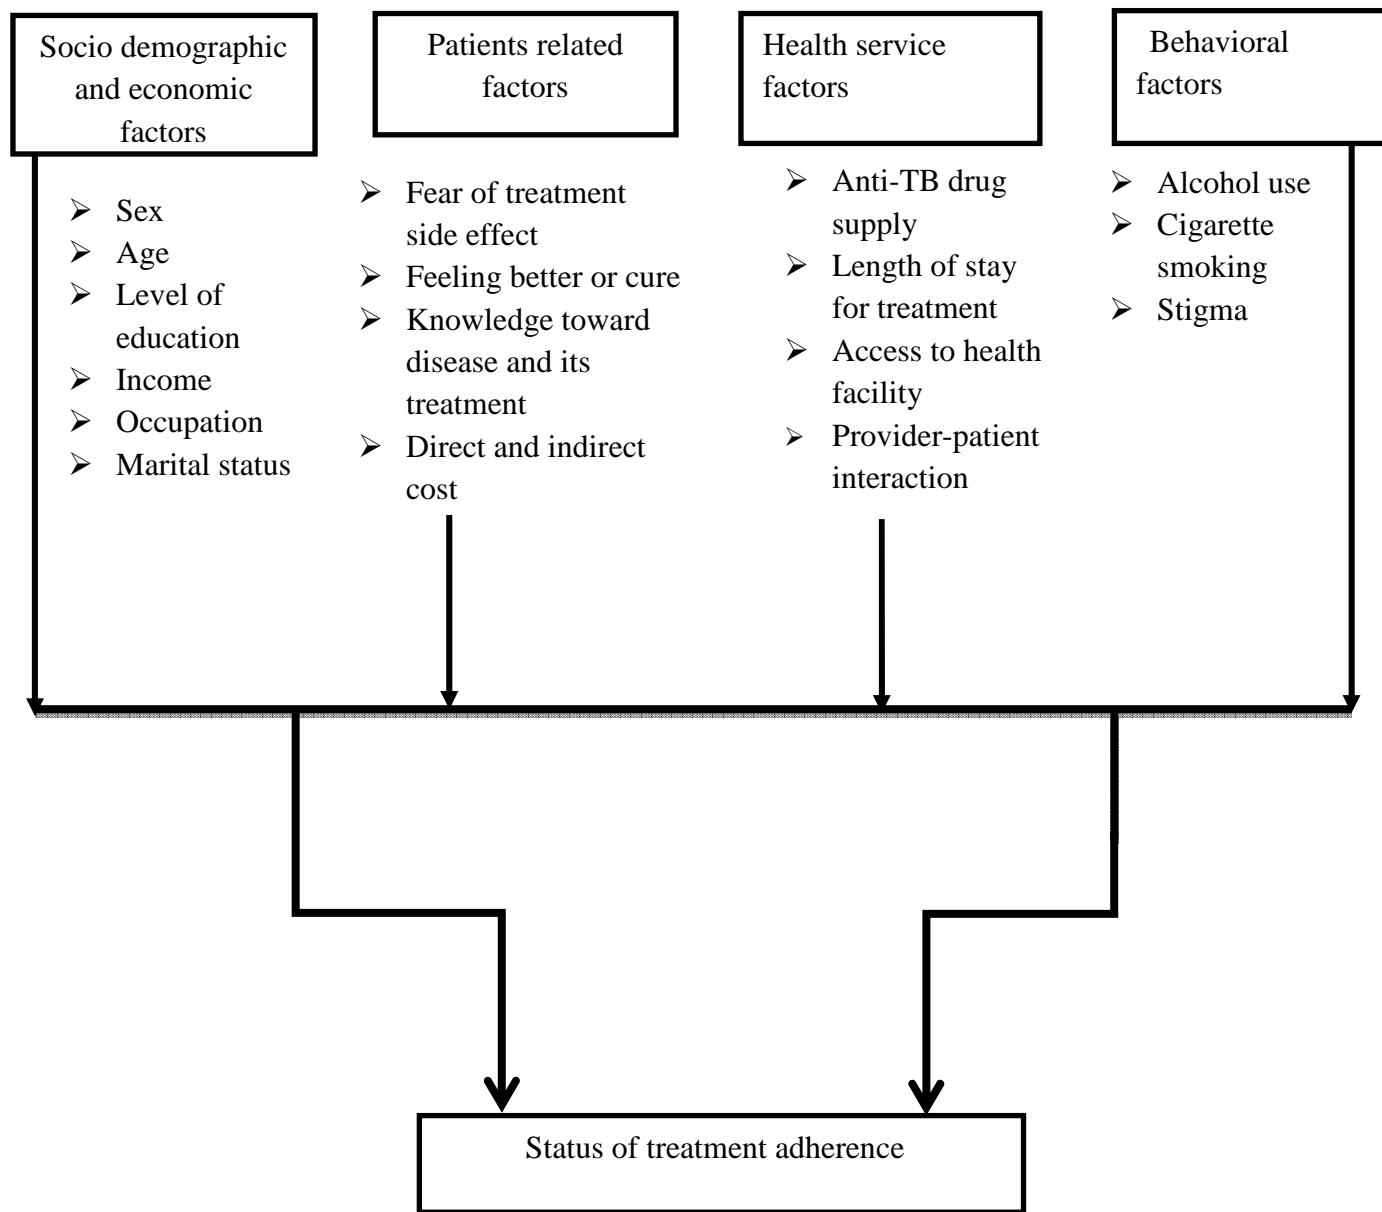 Socio demographic
and economic
factors
Patients related
factors
Health service
factors
Behavioral
factors
➢ Sex
➢ Age
➢ Level of
education
➢ Income
➢ Occupation
➢ Marital status
➢ Fear of treatment
side effect
➢ Feeling better or cure
➢ Knowledge toward
disease and its
treatment
➢ Direct and indirect
cost
➢ Anti-TB drug
supply
➢ Length of stay
for treatment
➢ Access to health
facility
➢ Provider-patient
interaction
➢ Alcohol use
➢ Cigarette
smoking
➢ Stigma
Status of treatment adherence